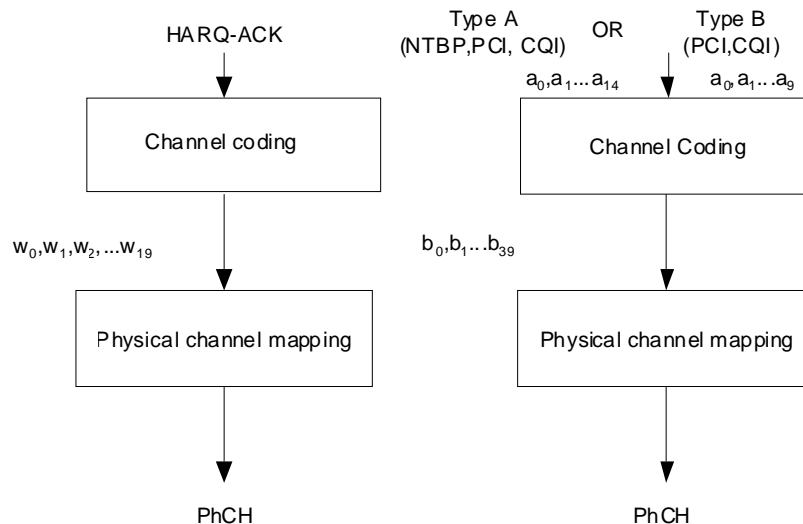 HARQ-ACK
Channel coding
w0,w1,w2,...w19
Physical channel mapping
PhCH
Type A
(NTBP,PCI, CQI)
OR
Type B
(PCI,CQI)
a0,a1...a14
a0,a1...a9
Channel Coding
b0,b1...b39
Physical channel mapping
PhCH